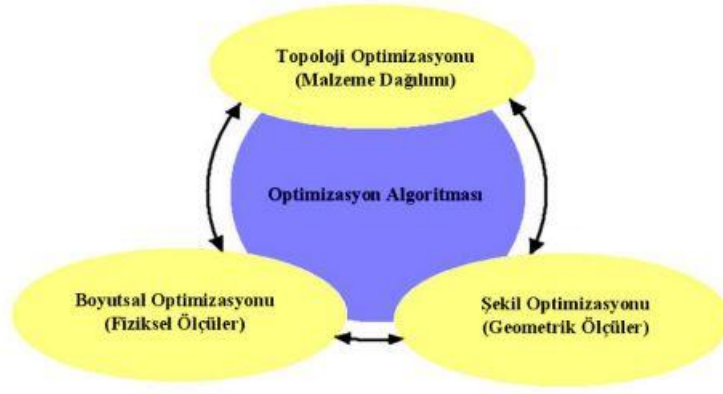 Topoloji Optimizasyonu
(Malzeme Dağılımı)
Optimizasyon Algoritması
Boyutsal Optimizasyonu
(Fiziksel Ölçüler)
Şekil Optimizasyonu
(Geometrik Ölçüler)